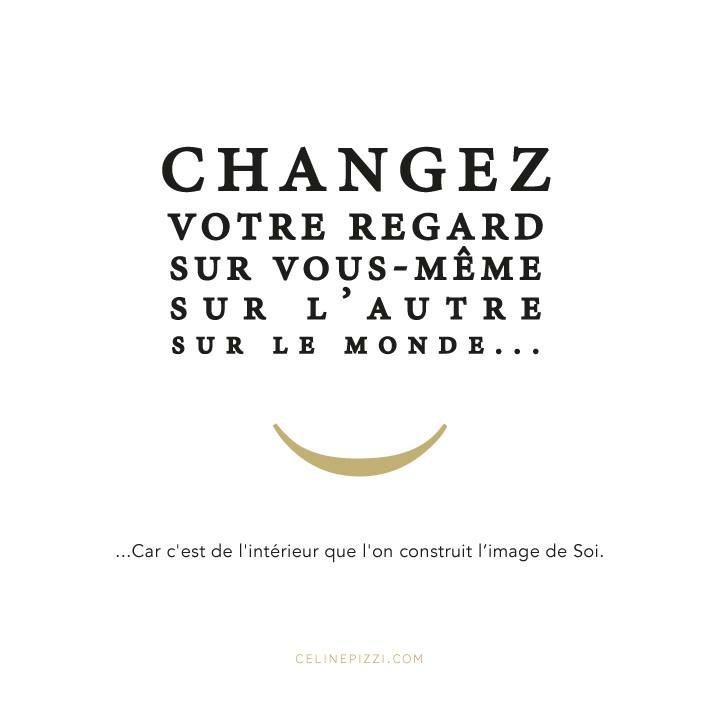 CHANGEZ
VOTRE REGARD
SUR VOUS-MÊME
SUR L’AUTRE
SUR LE MONDE...
...Car c'est de l'intérieur que l'on construit l’image de Soi.
CELINEPIZZI.COM